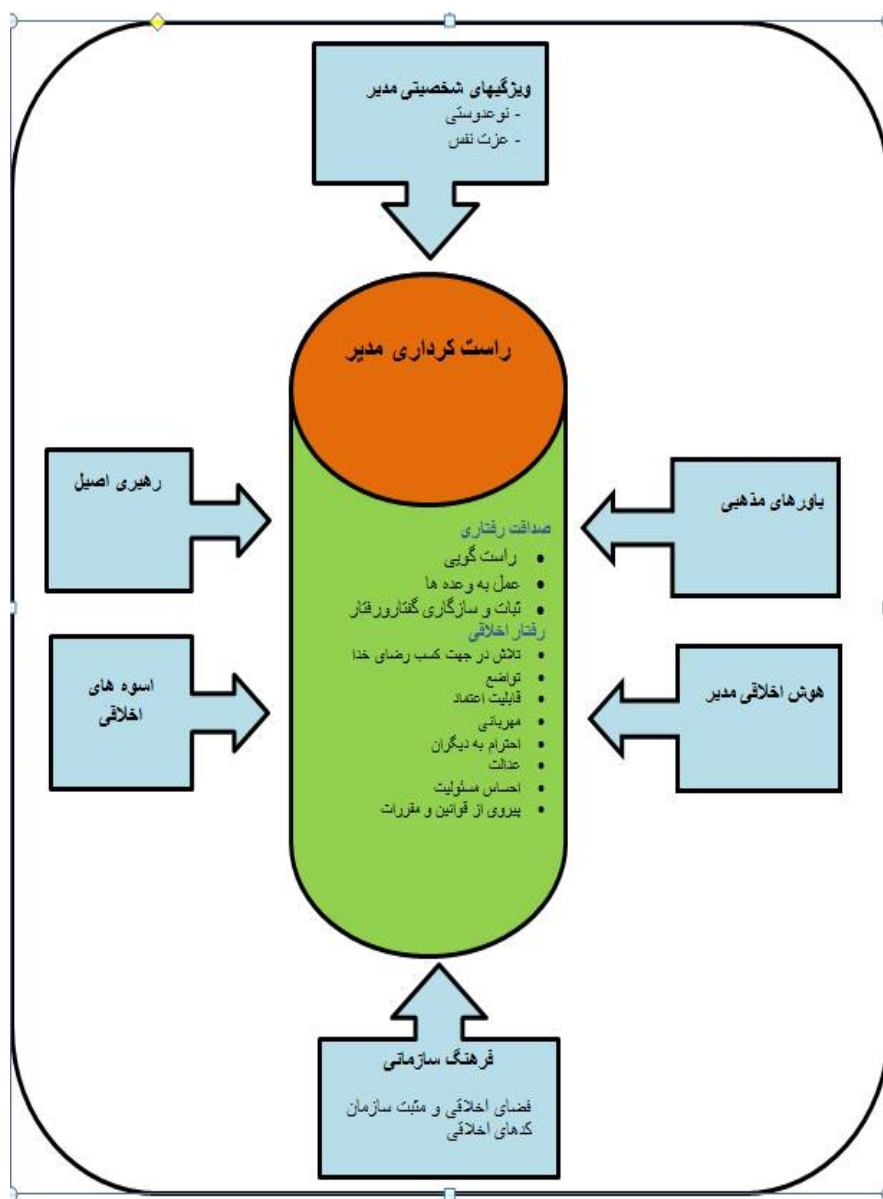 ویژگیهای شخصیتی مدیر
- نوعدوستی
- عزت نفس
راست کرداری مدیر
باورهای مذهبی
رهبری اصیل
صداقت رفتاری
• راست گویی
• عمل به وعده ها
• ثبات و سازگاری گفتارورفتار
رفتار اخلاقی
• تلاش در جهت کسب رضای خدا
• تواضع
• قابلیت اعتماد
• مهربانی
• احترام به دیگران
• عدالت
• احساس مسئولیت
• پیروی از قوانین و مقررات
هوش اخلاقی مدیر
اسوه های
اخلاقی
فرهنگ سازمانی
فضای اخلاقی و مثبت سازمان
کدهای اخلاقی